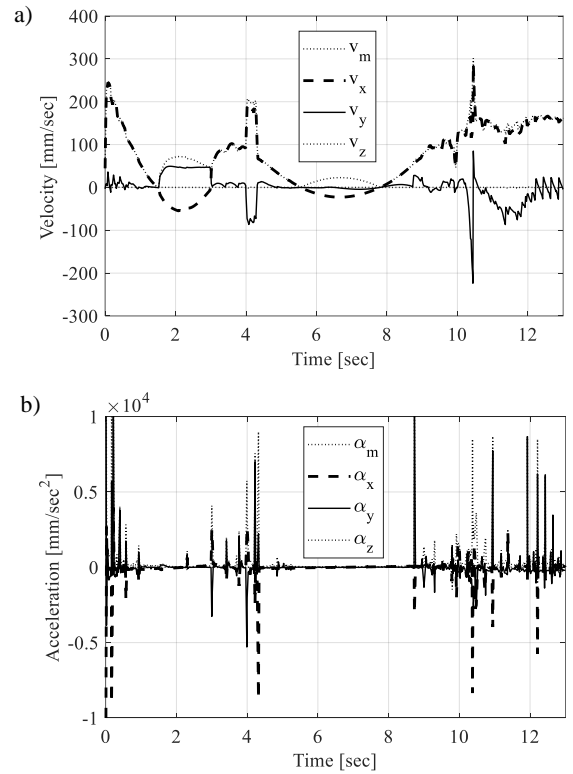 a)
400
300
200
100
0
-100
-200
-300
Velocity [mm/sec]
v_m
v_x
v_y
v_z
0 2 4 6 8 10 12
Time [sec]
b)
×10^4
1
0.5
0
-0.5
-1
Acceleration [mm/sec^2]
α_m
α_x
α_y
α_z
0 2 4 6 8 10 12
Time [sec]